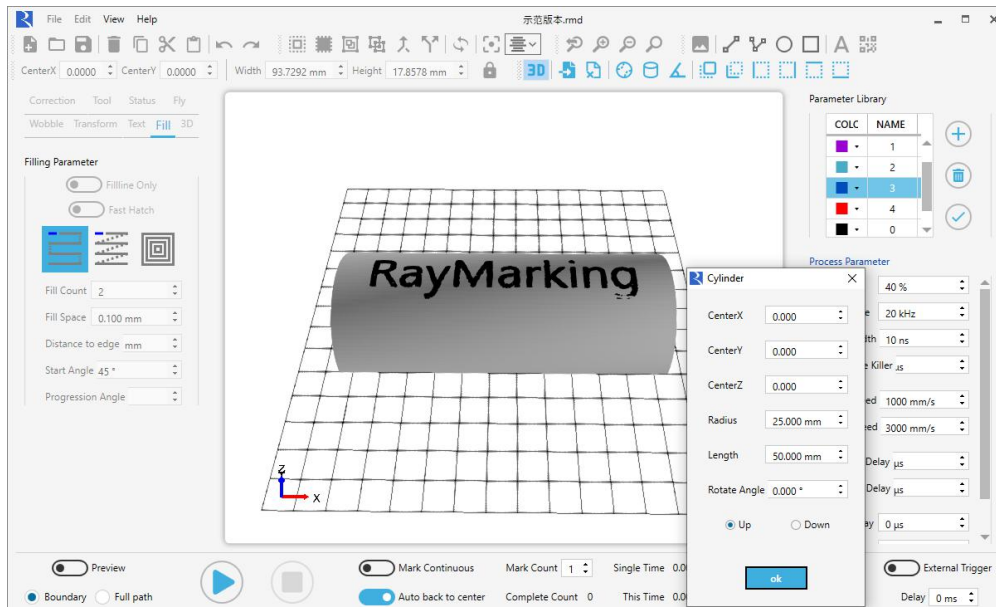 File Edit View Help 示范版本.rmd
CenterX 0.0000 CenterY 0.0000 Width 93.7292 mm Height 17.8578 mm 3D
Correction Tool Status Fly
Wobble Transform Text Fill 3D
Filling Parameter
Fillline Only
Fast Hatch
Fill Count 2
Fill Space 0.100 mm
Distance to edge mm
Start Angle 45 °
Progression Angle
RayMarking
Z
X
Parameter Library
COLC NAME
1
2
3
4
0
Process Parameter
40 %
20 kHz
10 ns
Killer µs
1000 mm/s
3000 mm/s
Delay µs
Delay µs
0 µs
Cylinder
CenterX 0.000
CenterY 0.000
CenterZ 0.000
Radius 25.000 mm
Length 50.000 mm
Rotate Angle 0.000 °
Up Down
ok
Preview Mark Continuous Mark Count 1 Single Time External Trigger
Boundary Full path Auto back to center Complete Count 0 This Time Delay 0 ms